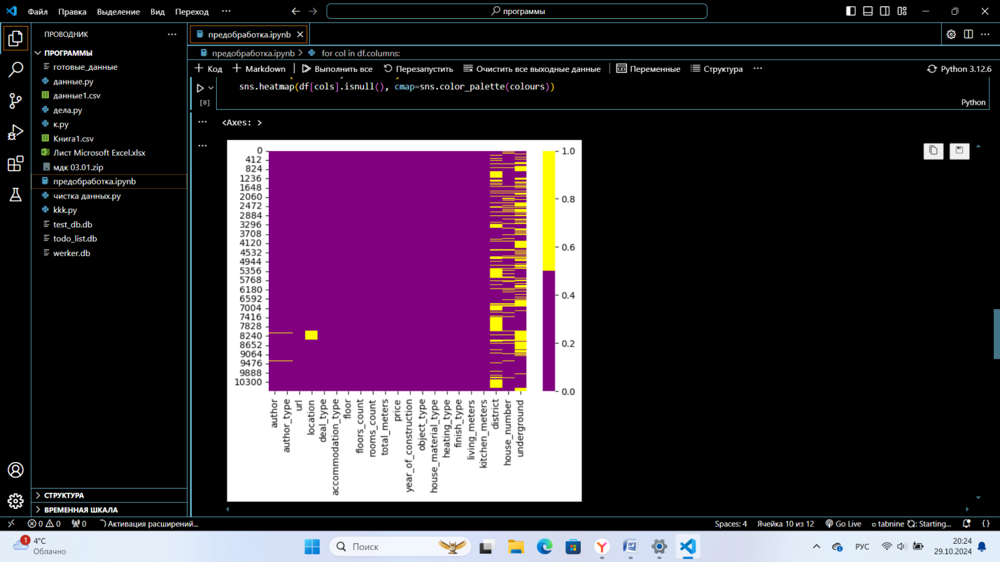 Файл Правка Выделение Вид Переход ··· программы
ПРОВОДНИК ···
ПРОГРАММЫ
готовые_данные
данные.py
данные1.csv
дела.py
к.py
Книга1.csv
Лист Microsoft Excel.xlsx
мдк 03.01.zip
предобработка.ipynb
чистка данных.py
kkk.py
test_db.db
todo_list.db
werker.db
СТРУКТУРА
ВРЕМЕННАЯ ШКАЛА
предобработка.ipynb
предобработка.ipynb > for col in df.columns:
+ Код + Markdown Выполнить все Перезапустить Очистить все выходные данные Переменные Структура ··· Python 3.12.6
sns.heatmap(df[cols].isnull(), cmap=sns.color_palette(colours))
[8]
Python
<Axes: >
0
412
824
1236
1648
2060
2472
2884
3296
3708
4120
4532
4944
5356
5768
6180
6592
7004
7416
7828
8240
8652
9064
9476
9888
10300
author
author_type
url
location
deal_type
accommodation_type
floor
floors_count
rooms_count
total_meters
price
year_of_construction
object_type
house_material_type
heating_type
finish_type
living_meters
kitchen_meters
district
house_number
underground
1.0
0.8
0.6
0.4
0.2
0.0
0 0 0 Активация расширений... Spaces: 4 Ячейка 10 из 12 Go Live tabnine Starting... { }
1
4°C
Облачно
Поиск
РУС
20:24
29.10.2024